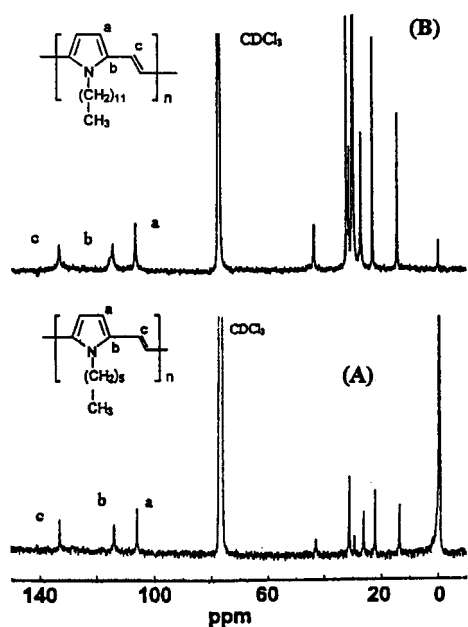 a
c
b
N
(CH₂)₁₁
CH₃
n
CDCl₃
(B)
c
b
a
a
c
b
N
(CH₂)₅
CH₃
n
CDCl₃
(A)
c
b
a
140
100
60
20
0
ppm